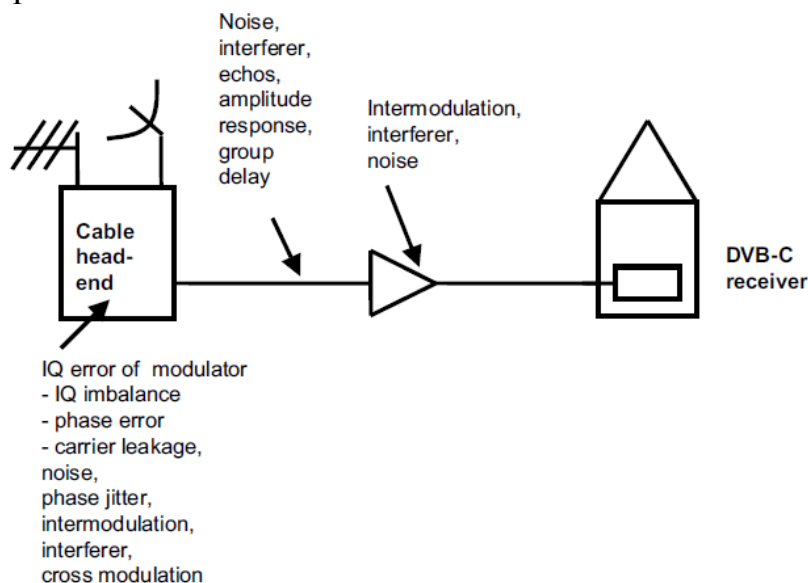 Noise,
interferer,
echos,
amplitude
response,
group
delay
Intermodulation,
interferer,
noise
Cable
head-
end
DVB-C
receiver
IQ error of modulator
- IQ imbalance
- phase error
- carrier leakage,
noise,
phase jitter,
intermodulation,
interferer,
cross modulation